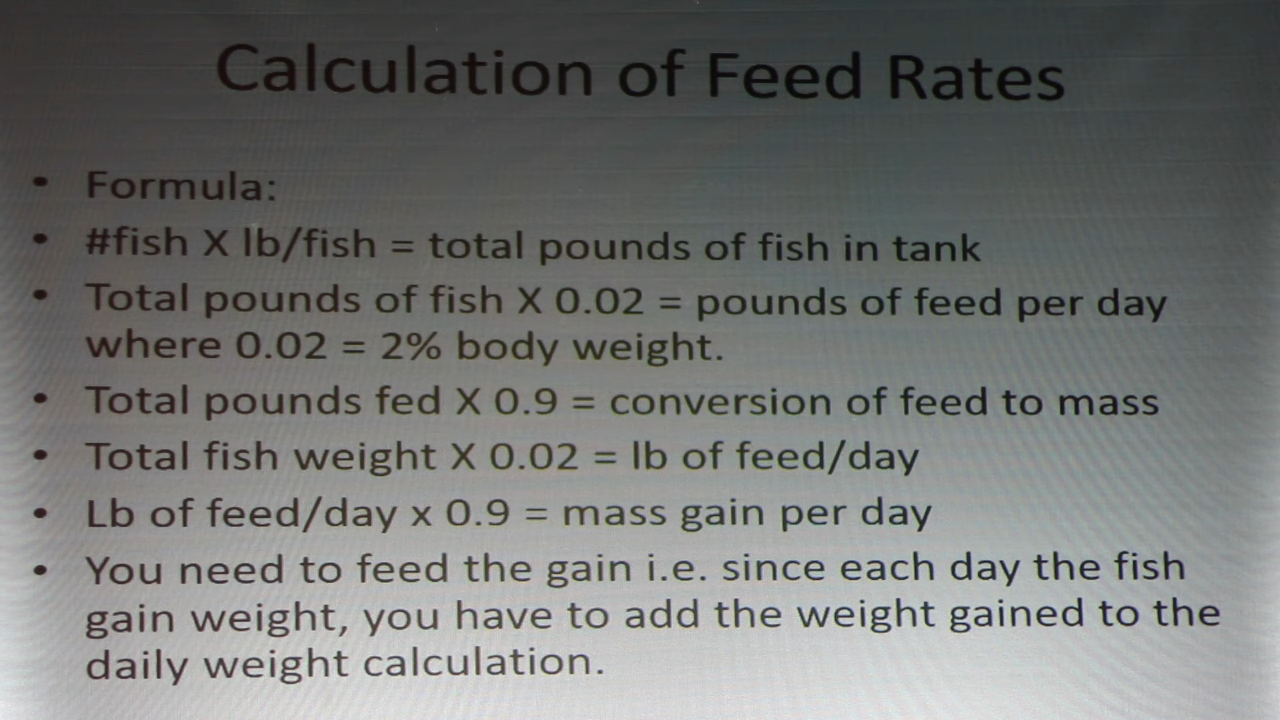 Calculation of Feed Rates
• Formula:
• #fish X lb/fish = total pounds of fish in tank
• Total pounds of fish X 0.02 = pounds of feed per day
where 0.02 = 2% body weight.
• Total pounds fed X 0.9 = conversion of feed to mass
• Total fish weight X 0.02 = lb of feed/day
• Lb of feed/day x 0.9 = mass gain per day
• You need to feed the gain i.e. since each day the fish
gain weight, you have to add the weight gained to the
daily weight calculation.